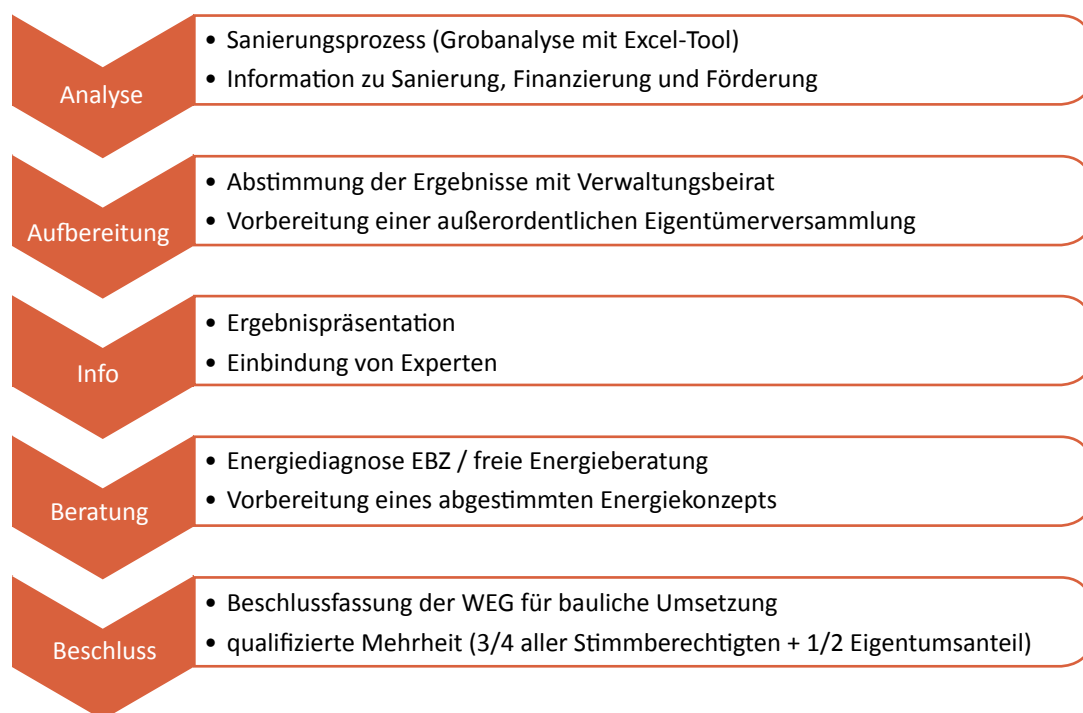 Analyse
• Sanierungsprozess (Grobanalyse mit Excel-Tool)
• Information zu Sanierung, Finanzierung und Förderung
Aufbereitung
• Abstimmung der Ergebnisse mit Verwaltungsbeirat
• Vorbereitung einer außerordentlichen Eigentümerversammlung
Info
• Ergebnispräsentation
• Einbindung von Experten
Beratung
• Energiediagnose EBZ / freie Energieberatung
• Vorbereitung eines abgestimmten Energiekonzepts
Beschluss
• Beschlussfassung der WEG für bauliche Umsetzung
• qualifizierte Mehrheit (3/4 aller Stimmberechtigten + 1/2 Eigentumsanteil)